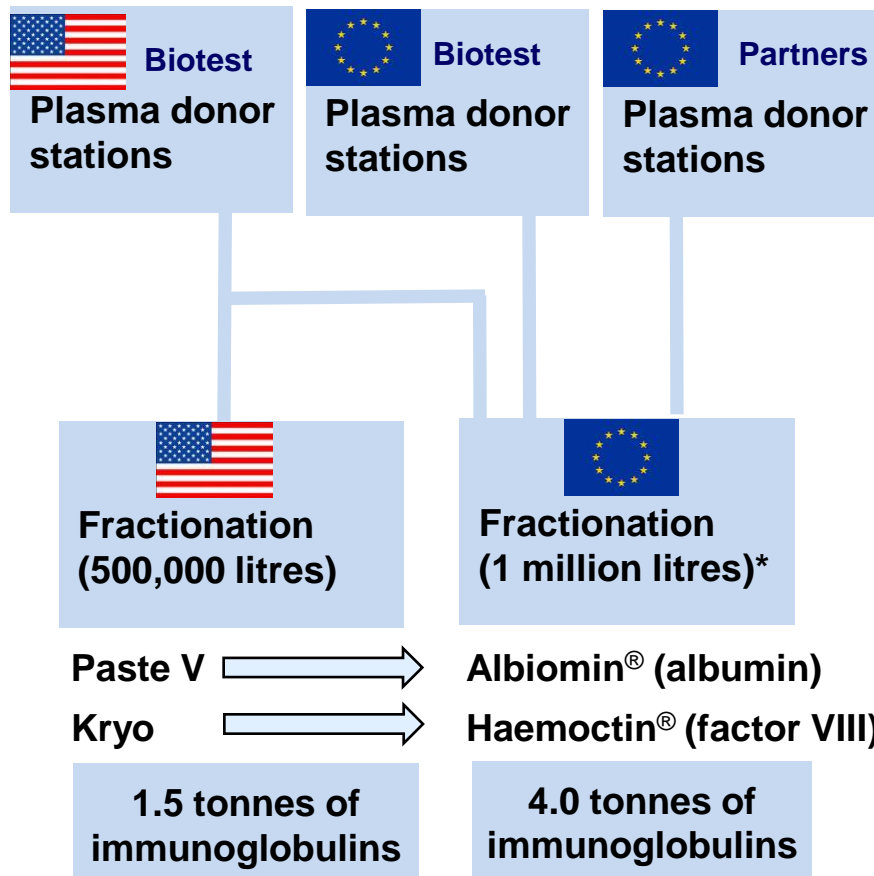 Biotest
Plasma donor
stations
Biotest
Plasma donor
stations
Partners
Plasma donor
stations
Fractionation
(500,000 litres)
Fractionation
(1 million litres)*
Paste V
Albiomin® (albumin)
Kryo
Haemoctin® (factor VIII)
1.5 tonnes of
immunoglobulins
4.0 tonnes of
immunoglobulins